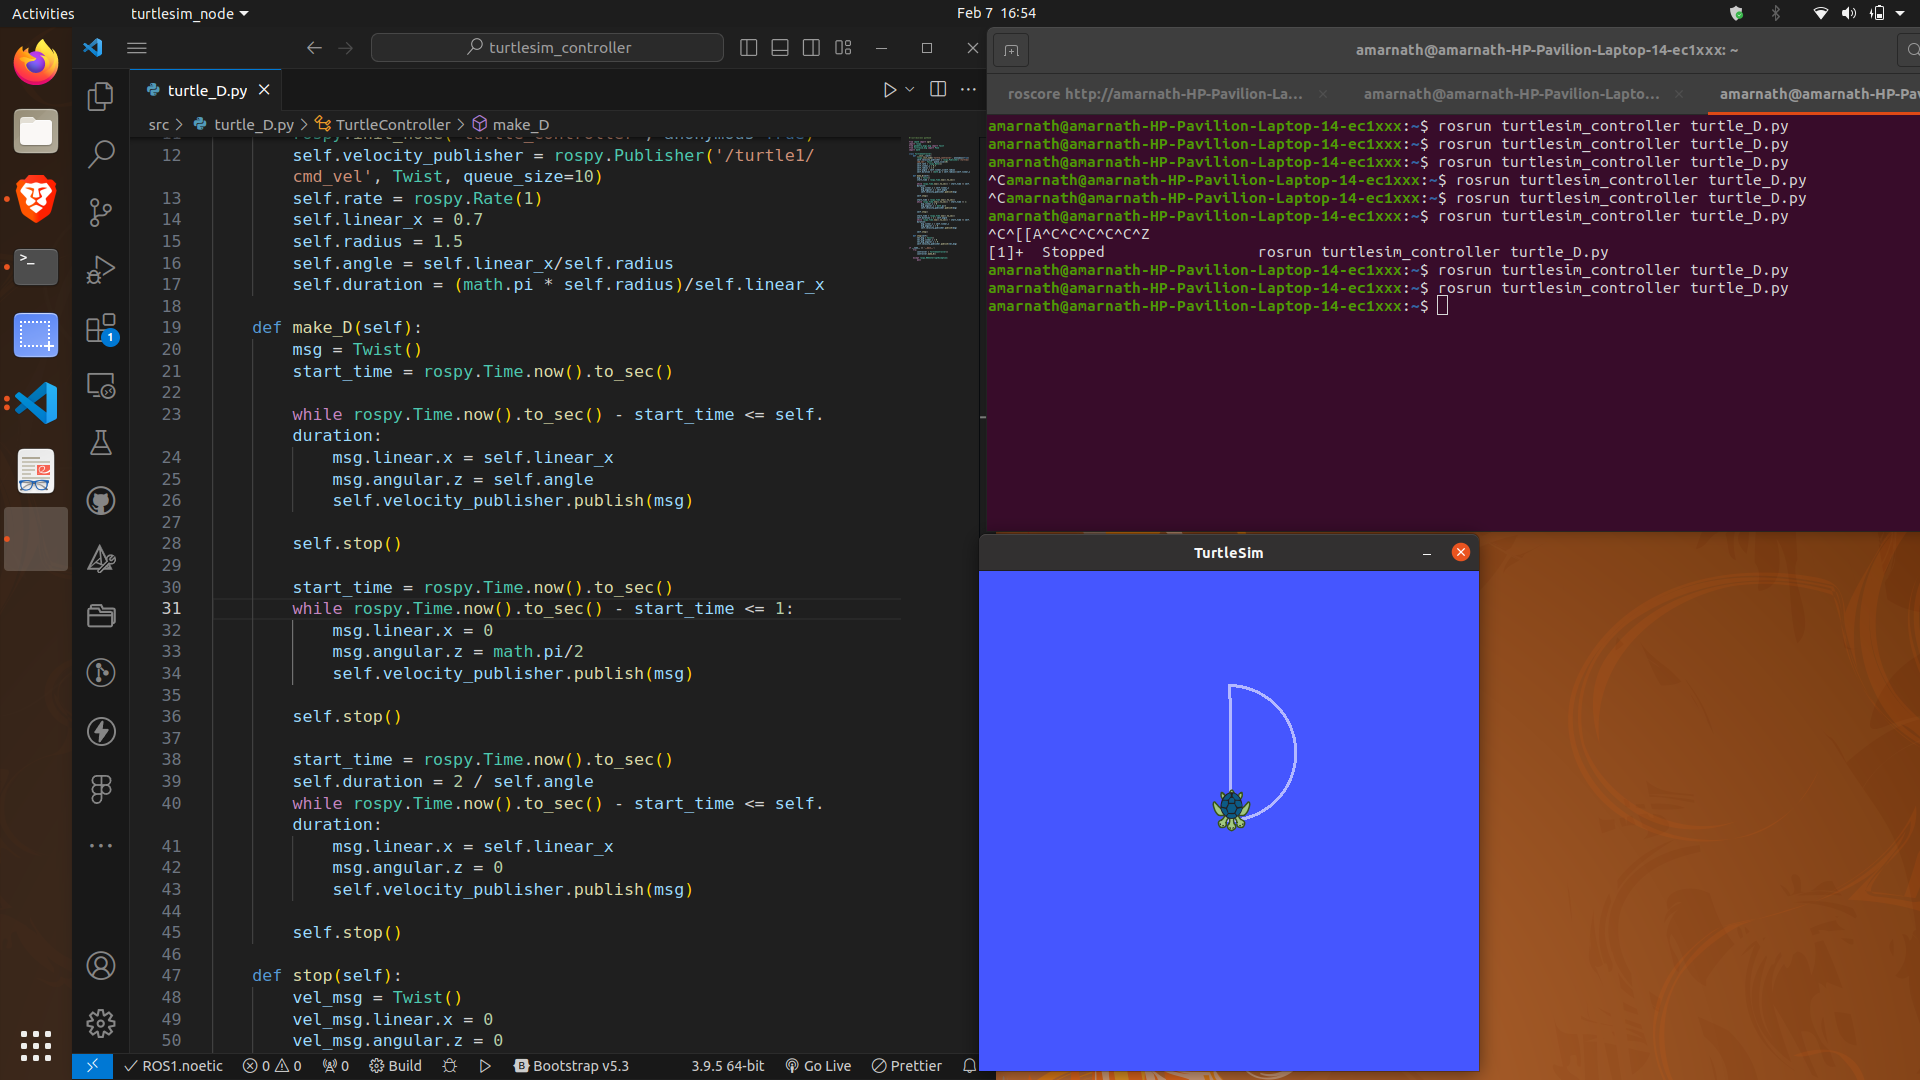 Activities
turtlesim_node
Feb 7 16:54
turtlesim_controller
turtle_D.py
src > turtle_D.py > TurtleController > make_D
12 self.velocity_publisher = rospy.Publisher('/turtle1/
cmd_vel', Twist, queue_size=10)
13 self.rate = rospy.Rate(1)
14 self.linear_x = 0.7
15 self.radius = 1.5
16 self.angle = self.linear_x/self.radius
17 self.duration = (math.pi * self.radius)/self.linear_x
18
19 def make_D(self):
20 msg = Twist()
21 start_time = rospy.Time.now().to_sec()
22
23 while rospy.Time.now().to_sec() - start_time <= self.
duration:
24 msg.linear.x = self.linear_x
25 msg.angular.z = self.angle
26 self.velocity_publisher.publish(msg)
27
28 self.stop()
29
30 start_time = rospy.Time.now().to_sec()
31 while rospy.Time.now().to_sec() - start_time <= 1:
32 msg.linear.x = 0
33 msg.angular.z = math.pi/2
34 self.velocity_publisher.publish(msg)
35
36 self.stop()
37
38 start_time = rospy.Time.now().to_sec()
39 self.duration = 2 / self.angle
40 while rospy.Time.now().to_sec() - start_time <= self.
duration:
41 msg.linear.x = self.linear_x
42 msg.angular.z = 0
43 self.velocity_publisher.publish(msg)
44
45 self.stop()
46
47 def stop(self):
48 vel_msg = Twist()
49 vel_msg.linear.x = 0
50 vel_msg.angular.z = 0
1
ROS1.noetic 0 0 0 Build Bootstrap v5.3 3.9.5 64-bit Go Live Prettier
amarnath@amarnath-HP-Pavilion-Laptop-14-ec1xxx: ~
roscore http://amarnath-HP-Pavilion-La...
amarnath@amarnath-HP-Pavilion-Lapto...
amarnath@amarnath-HP-Pav
amarnath@amarnath-HP-Pavilion-Laptop-14-ec1xxx:~$ rosrun turtlesim_controller turtle_D.py
amarnath@amarnath-HP-Pavilion-Laptop-14-ec1xxx:~$ rosrun turtlesim_controller turtle_D.py
amarnath@amarnath-HP-Pavilion-Laptop-14-ec1xxx:~$ rosrun turtlesim_controller turtle_D.py
^Camarnath@amarnath-HP-Pavilion-Laptop-14-ec1xxx:~$ rosrun turtlesim_controller turtle_D.py
^Camarnath@amarnath-HP-Pavilion-Laptop-14-ec1xxx:~$ rosrun turtlesim_controller turtle_D.py
amarnath@amarnath-HP-Pavilion-Laptop-14-ec1xxx:~$ rosrun turtlesim_controller turtle_D.py
^C^[[A^C^C^C^C^C^Z
[1]+ Stopped rosrun turtlesim_controller turtle_D.py
amarnath@amarnath-HP-Pavilion-Laptop-14-ec1xxx:~$ rosrun turtlesim_controller turtle_D.py
amarnath@amarnath-HP-Pavilion-Laptop-14-ec1xxx:~$ rosrun turtlesim_controller turtle_D.py
amarnath@amarnath-HP-Pavilion-Laptop-14-ec1xxx:~$
TurtleSim